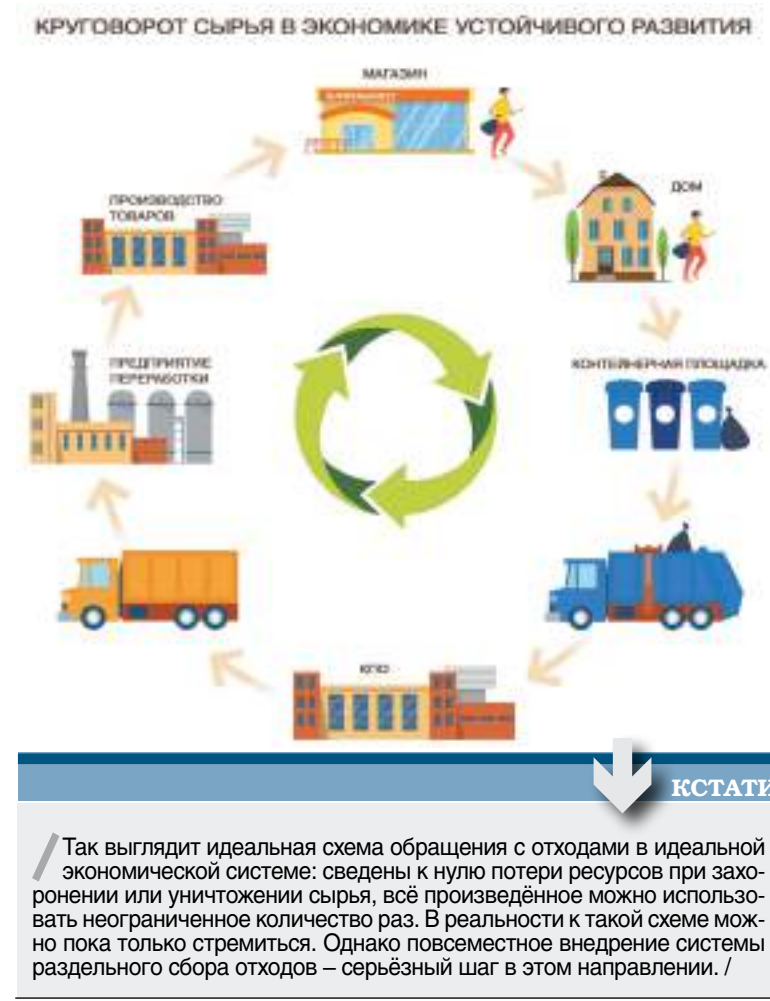 КРУГОВОРОТ СЫРЬЯ В ЭКОНОМИКЕ УСТОЙЧИВОГО РАЗВИТИЯ
МАГАЗИН
ДОМ
ПРОИЗВОДСТВО
ТОВАРОВ
ПРЕДПРИЯТИЕ
ПЕРЕРАБОТКИ
КОНТЕЙНЕРНАЯ ПЛОЩАДКА
КПО
КСТАТИ
/Так выглядит идеальная схема обращения с отходами в идеальной
экономической системе: сведены к нулю потери ресурсов при захо-
ронении или уничтожении сырья, всё произведённое можно использо-
вать неограниченное количество раз. В реальности к такой схеме мож-
но пока только стремиться. Однако повсеместное внедрение системы
раздельного сбора отходов – серьёзный шаг в этом направлении. /